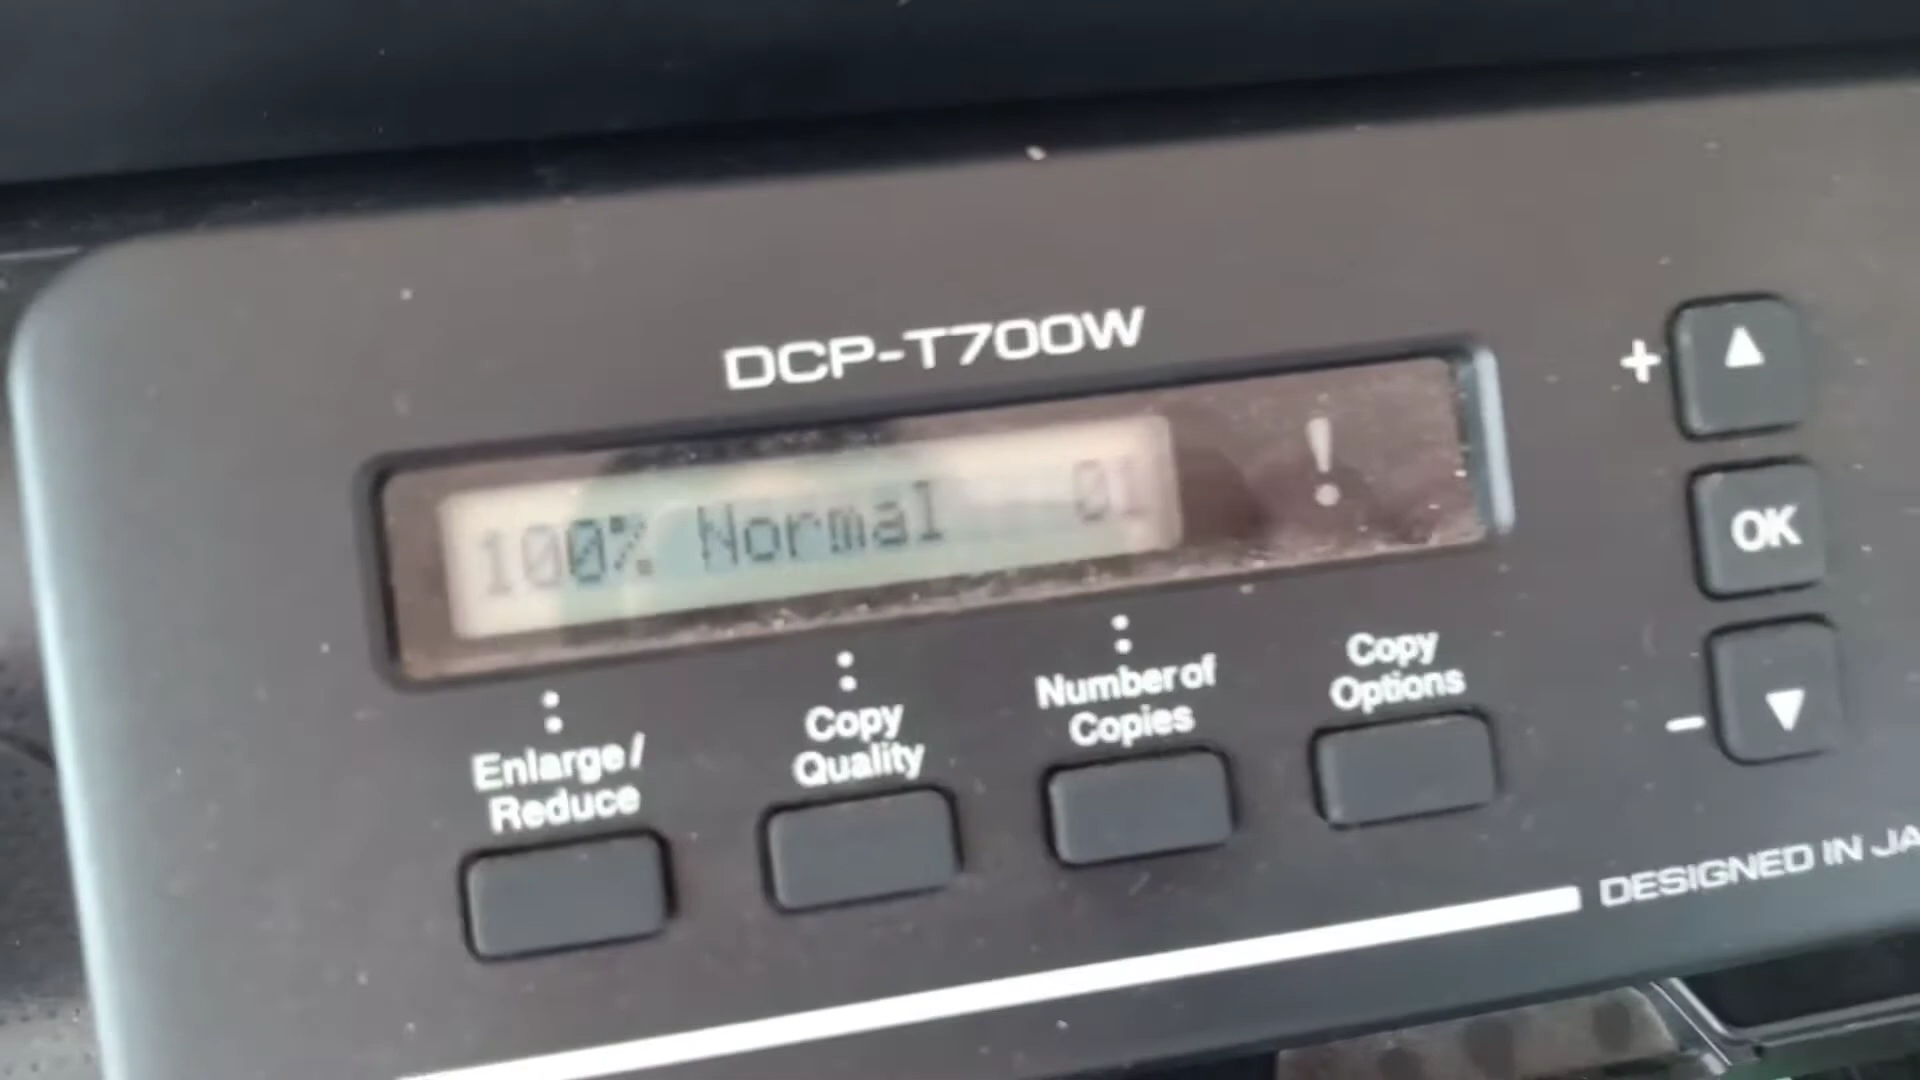 DCP-T700W
100% Normal 01
Enlarge/
Reduce
Copy
Quality
Number of
Copies
Copy
Options
+
OK
-
DESIGNED IN JA